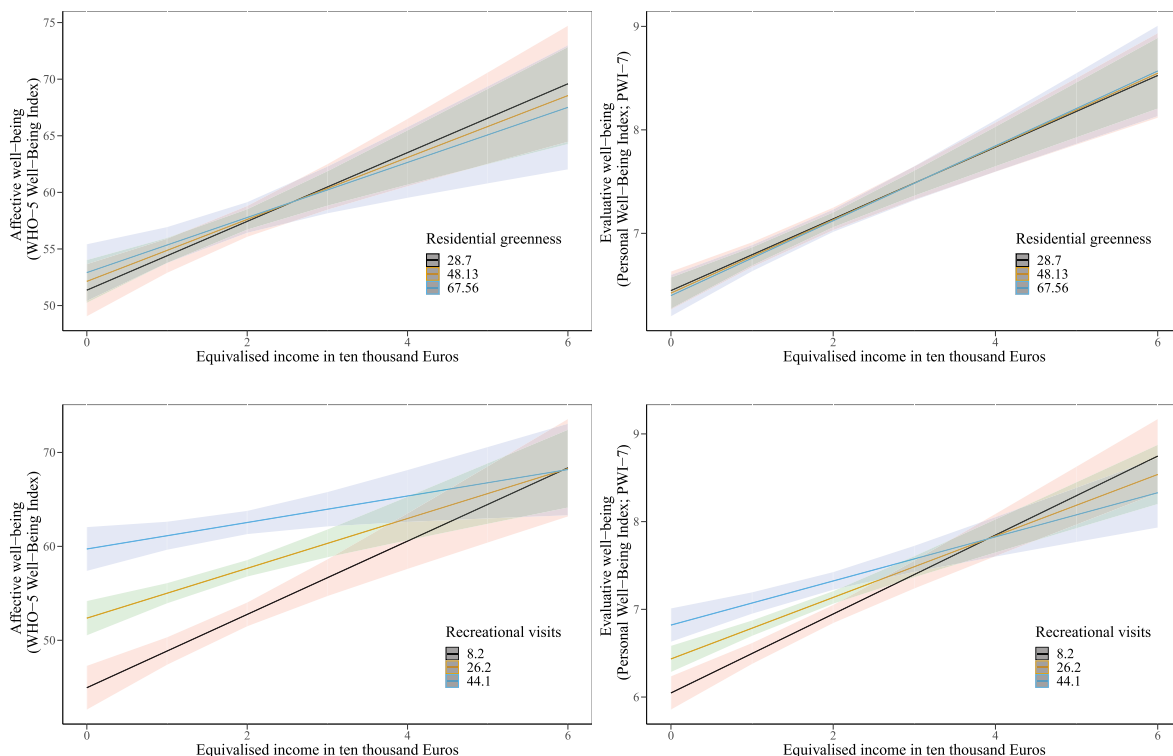 75
70
65
60
55
50
Affective well−being
(WHO−5 Well−Being Index)
Residential greenness
28.7
48.13
67.56
0
2
4
6
Equivalised income in ten thousand Euros
9
8
7
Evaluative well−being
(Personal Well−Being Index; PWI−7)
Residential greenness
28.7
48.13
67.56
0
2
4
6
Equivalised income in ten thousand Euros
70
60
50
Affective well−being
(WHO−5 Well−Being Index)
Recreational visits
8.2
26.2
44.1
0
2
4
6
Equivalised income in ten thousand Euros
9
8
7
6
Evaluative well−being
(Personal Well−Being Index; PWI−7)
Recreational visits
8.2
26.2
44.1
0
2
4
6
Equivalised income in ten thousand Euros